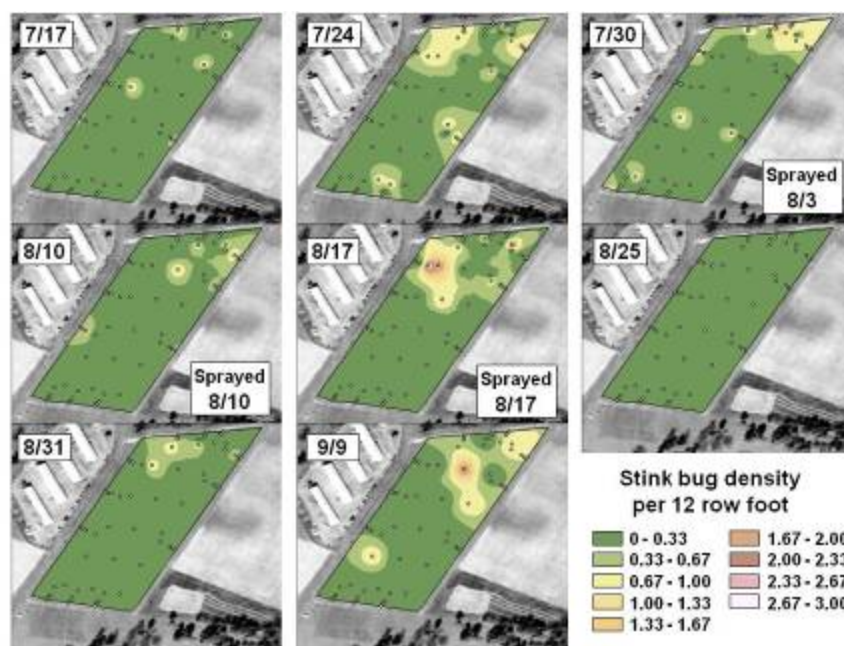 7/17
7/24
7/30
Sprayed
8/3
8/10
Sprayed
8/10
8/17
Sprayed
8/17
8/25
8/31
9/9
Stink bug density
per 12 row foot
0 - 0.33
0.33 - 0.67
0.67 - 1.00
1.00 - 1.33
1.33 - 1.67
1.67 - 2.00
2.00 - 2.33
2.33 - 2.67
2.67 - 3.00